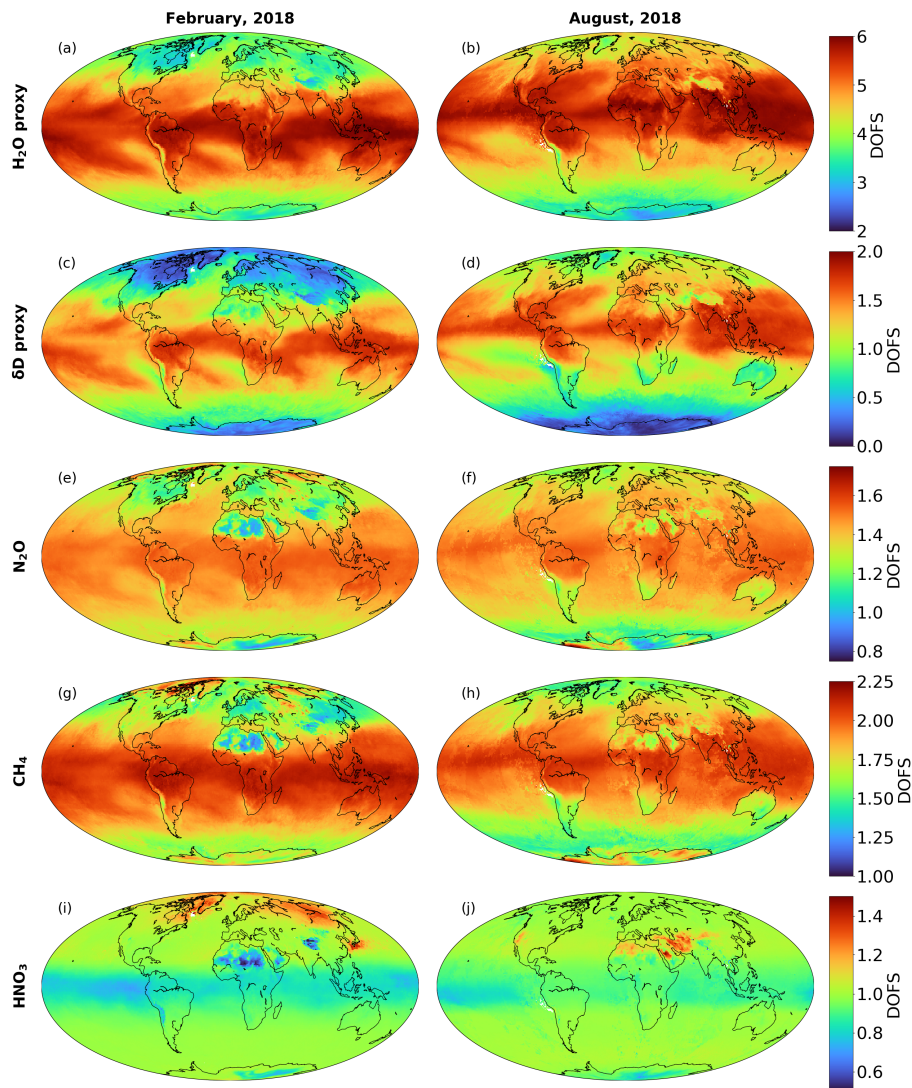 February, 2018 August, 2018
(a) (b)
H₂O proxy
6
5
4
3
2
DOFS
(c) (d)
δD proxy
2.0
1.5
1.0
0.5
0.0
DOFS
(e) (f)
N₂O
1.6
1.4
1.2
1.0
0.8
DOFS
(g) (h)
CH₄
2.25
2.00
1.75
1.50
1.25
1.00
DOFS
(i) (j)
HNO₃
1.4
1.2
1.0
0.8
0.6
DOFS